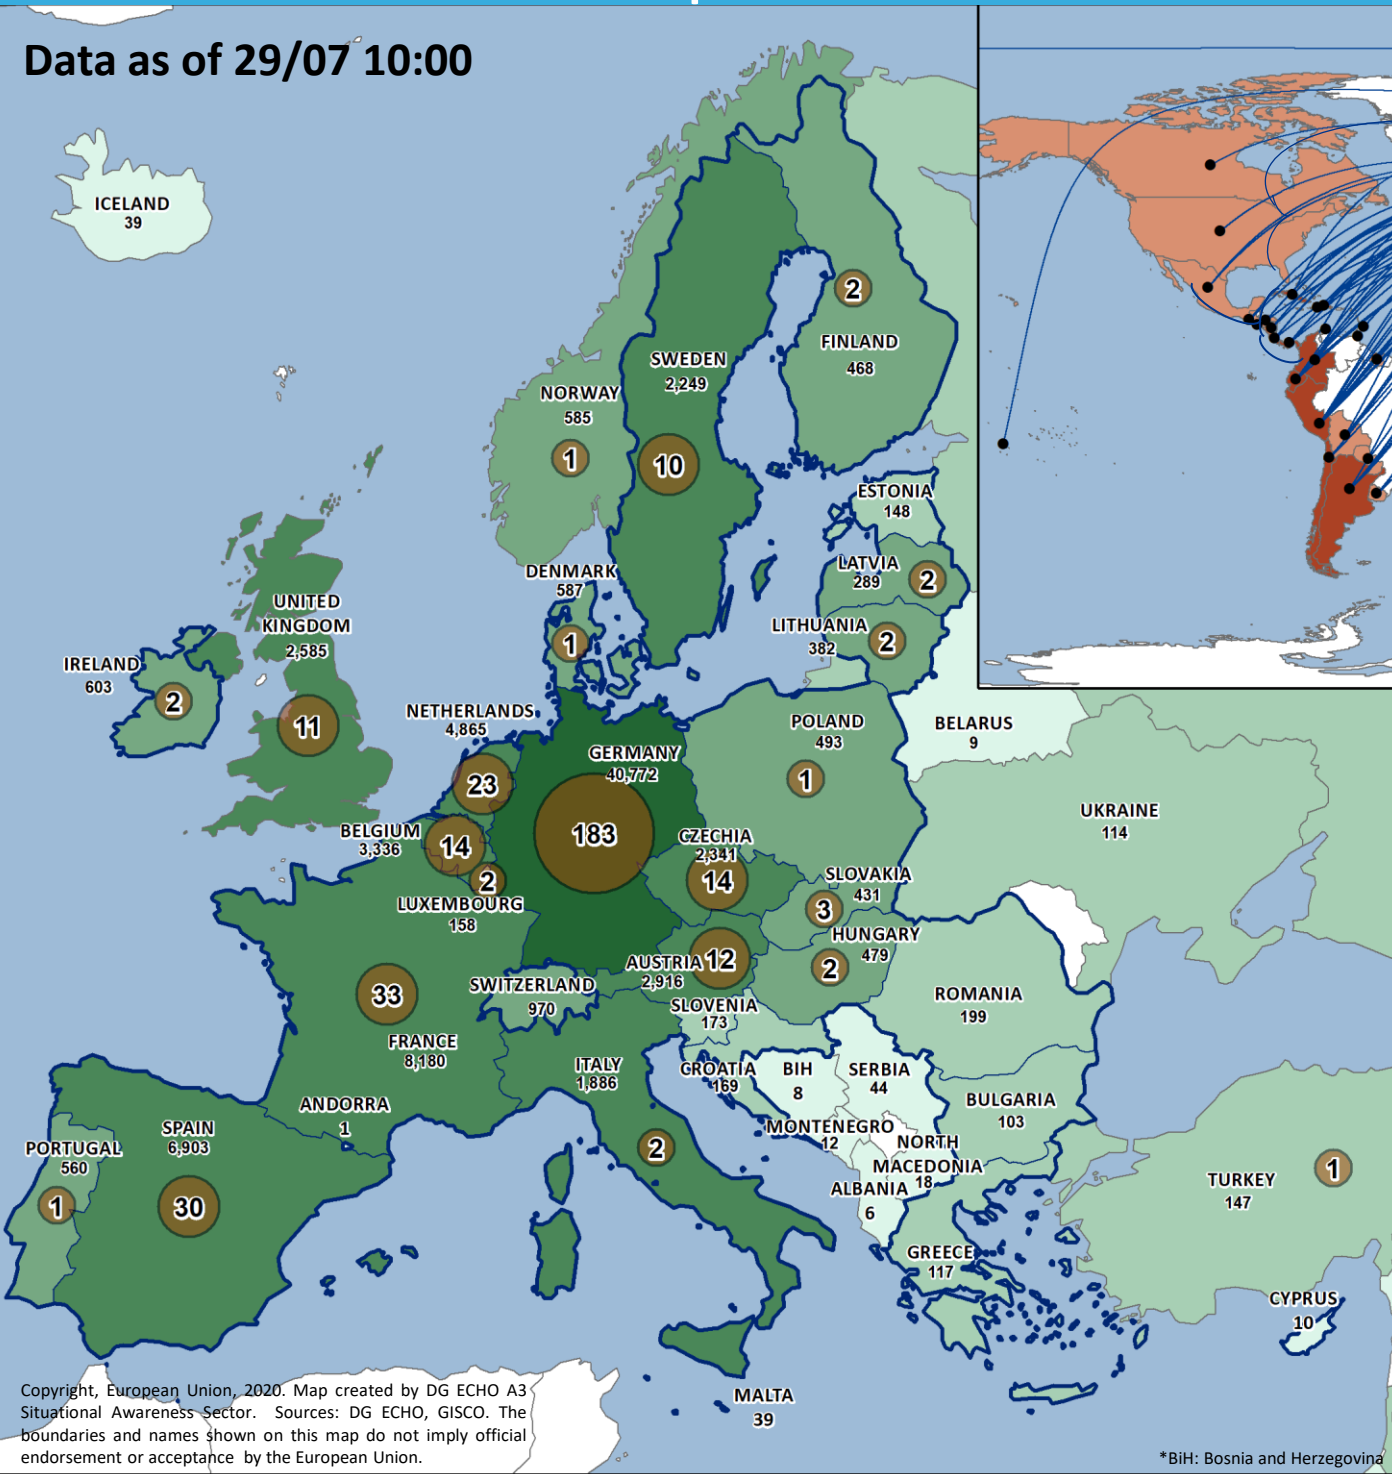 Data as of 29/07 10:00
ICELAND
39
2
FINLAND
468
SWEDEN
2,249
NORWAY
585
1
10
ESTONIA
148
LATVIA
289
2
DENMARK
587
1
UNITED
KINGDOM
2,585
LITHUANIA
382
2
IRELAND
603
2
11
NETHERLANDS
4,865
23
POLAND
493
1
BELARUS
9
GERMANY
40,772
183
UKRAINE
114
BELGIUM
3,336
14
CZECHIA
2,341
14
2
LUXEMBOURG
158
SLOVAKIA
431
3
HUNGARY
479
2
AUSTRIA
2,916
12
SWITZERLAND
970
33
FRANCE
8,180
SLOVENIA
173
ROMANIA
199
ITALY
1,886
CROATIA
169
BIH
8
SERBIA
44
BULGARIA
103
ANDORRA
1
SPAIN
6,903
30
PORTUGAL
560
1
MONTENEGRO
12
NORTH
MACEDONIA
18
2
ALBANIA
6
TURKEY
147
1
GREECE
117
CYPRUS
10
MALTA
39
Copyright, European Union, 2020. Map created by DG ECHO A3
Situational Awareness Sector. Sources: DG ECHO, GISCO. The
boundaries and names shown on this map do not imply official
endorsement or acceptance by the European Union.
*BiH: Bosnia and Herzegovina